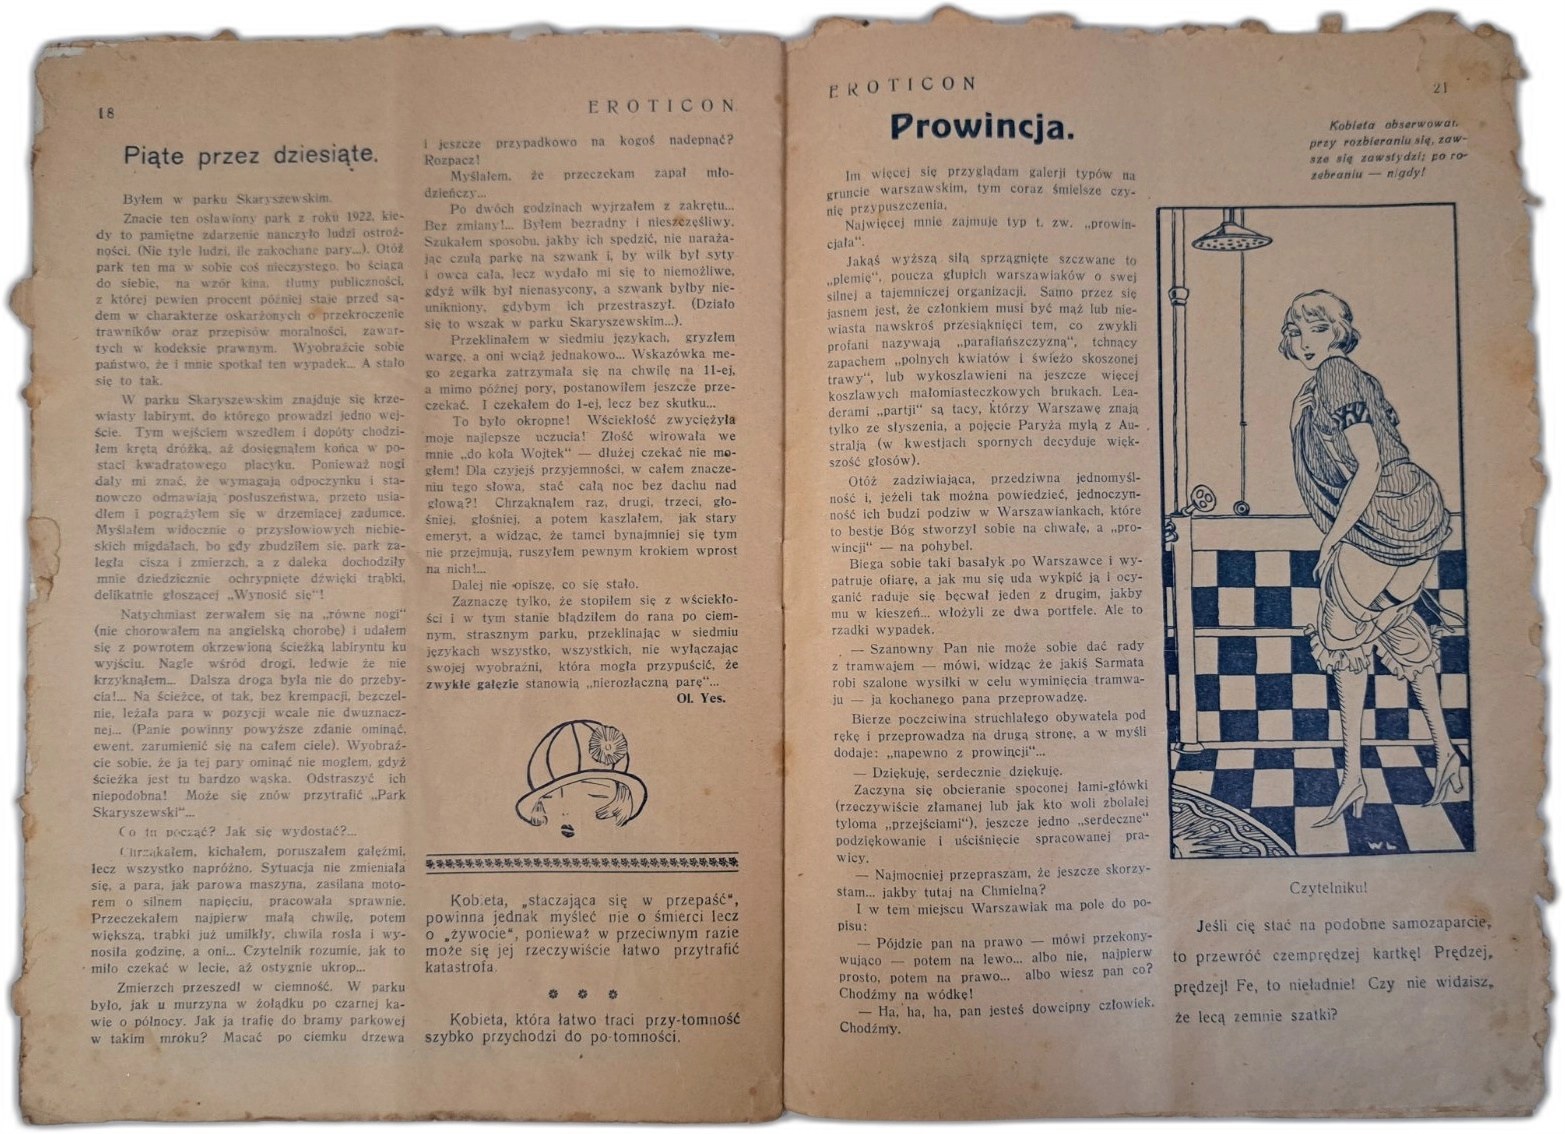 18
EROTICON
Piąte przez dziesiąte.
Byłem w parku Skaryszewskim.
Znacie ten osławiony park z roku 1922, kie-
dy to pamiętne zdarzenie nauczyło ludzi ostroż-
ności. (Nie tyle ludzi, ile zakochane pary...). Otóż
park ten ma w sobie coś nieczystego, bo ściąga
do siebie, na wzór kina, tłumy publiczności,
z której pewien procent później staje przed są-
dem w charakterze oskarżonych o przekroczenie
trawników oraz przepisów moralności, zawar-
tych w kodeksie prawnym. Wyobraźcie sobie
państwo, że i mnie spotkał ten wypadek... A stało
się to tak.
W parku Skaryszewskim znajduje się krze-
wiasty labirynt, do którego prowadzi jedno wej-
ście. Tym wejściem wszedłem i dopóty chodzi-
łem krętą dróżką, aż dosięgnąłem końca w po-
staci kwadratowego placyku. Ponieważ nogi
dały mi znać, że wymagają odpoczynku i sta-
nowczo odmawiają posłuszeństwa, przeto usia-
dłem i pogrążyłem się w drzemiącej zadumce.
Myślałem widocznie o przysłowiowych niebie-
skich migdałach, bo gdy zbudziłem się, park za-
legła cisza i zmierzch, a z daleka dochodziły
mnie dziedzicznie ochrypnięte dźwięki trąbki,
delikatnie głoszącej „Wynosić się"!
Natychmiast zerwałem się na „równe nogi"
(nie chorowałem na angielską chorobę) i udałem
się z powrotem okrzewioną ścieżką labiryntu ku
wyjściu. Nagle wśród drogi, ledwie że nie
krzyknąłem... Dalsza droga była nie do przeby-
cia!... Na ścieżce, ot tak, bez krempacji, bezczel-
nie, leżała para w pozycji wcale nie dwuznacz-
nej... (Panie powinny powyższe zdanie ominąć,
ewent. zarumienić się na całem ciele). Wyobraź-
cie sobie, że ja tej pary ominąć nie mogłem, gdyż
ścieżka jest tu bardzo wąska. Odstraszyć ich
niepodobna! Może się znów przytrafić „Park
Skaryszewski"...
Co tu począć? Jak się wydostać?...
Chrząkałem, kichałem, poruszałem gałęźmi,
lecz wszystko napróżno. Sytuacja nie zmieniała
się, a para, jak parowa maszyna, zasilana moto-
rem o silnem napięciu, pracowała sprawnie.
Przeczekałem najpierw małą chwilę, potem
większą, trąbki już umilkły, chwila rosła i wy-
nosiła godzinę, a oni... Czytelnik rozumie, jak to
miło czekać w lecie, aż ostygnie ukrop...
Zmierzch przeszedł w ciemność. W parku
było, jak u murzyna w żołądku po czarnej ka-
wie o północy. Jak ja trafię do bramy parkowej
w takim mroku? Macać po ciemku drzewa
i jeszcze przypadkowo na kogoś nadepnąć?
Rozpacz!
Myślałem, że przeczekam zapał mło-
dzieńczy...
Po dwóch godzinach wyjrzałem z zakrętu...
Bez zmiany!... Byłem bezradny i nieszczęśliwy.
Szukałem sposobu, jakby ich spędzić, nie naraża-
jąc czułą parkę na szwank i, by wilk był syty
i owca cała, lecz wydało mi się to niemożliwe,
gdyż wilk był nienasycony, a szwank byłby nie-
unikniony, gdybym ich przestraszył. (Działo
się to wszak w parku Skaryszewskim...).
Przeklinałem w siedmiu językach, gryzłem
wargę, a oni wciąż jednakowo... Wskazówka me-
go zegarka zatrzymała się na chwilę na 11-ej,
a mimo późnej pory, postanowiłem jeszcze prze-
czekać. I czekałem do 1-ej, lecz bez skutku...
To było okropne! Wściekłość zwyciężyła
moje najlepsze uczucia! Złość wirowała we
mnie „do koła Wojtek" — dłużej czekać nie mo-
głem! Dla czyjejś przyjemności, w całem znacze-
niu tego słowa, stać całą noc bez dachu nad
głową?! Chrząknąłem raz, drugi, trzeci, gło-
śniej, głośniej, a potem kaszlałem, jak stary
emeryt, a widząc, że tamci bynajmniej się tym
nie przejmują, ruszyłem pewnym krokiem wprost
na nich!...
Dalej nie opiszę, co się stało.
Zaznaczę tylko, że stopiłem się z wściekło-
ści i w tym stanie błądziłem do rana po ciem-
nym, strasznym parku, przeklinając w siedmiu
językach wszystko, wszystkich, nie wyłączając
swojej wyobraźni, która mogła przypuścić, że
zwykłe gałęzie stanowią „nierozłączną parę"...
Ol. Yes.
Kobieta, „staczająca się w przepaść",
powinna jednak myśleć nie o śmierci lecz
o „żywocie", ponieważ w przeciwnym razie
może się jej rzeczywiście łatwo przytrafić
katastrofa.
Kobieta, która łatwo traci przy-tomność
szybko przychodzi do po-tomności.
EROTICON
21
Prowincja.
Im więcej się przyglądam galerji typów na
gruncie warszawskim, tym coraz śmielsze czy-
nię przypuszczenia.
Najwięcej mnie zajmuje typ t. zw. „prowin-
cjała".
Jakąś wyższą siłą sprzągnięte szczwane to
„plemię", poucza głupich warszawiaków o swej
silnej a tajemniczej organizacji. Samo przez się
jasnem jest, że członkiem musi być mąż lub nie-
wiasta nawskroś przesiąknięci tem, co zwykli
profani nazywają „parafiańszczyzną", tchnący
zapachem „polnych kwiatów i świeżo skoszonej
trawy", lub wykoszlawieni na jeszcze więcej
koszlawych małomiasteczkowych brukach. Lea-
derami „partji" są tacy, którzy Warszawę znają
tylko ze słyszenia, a pojęcie Paryża mylą z Au-
stralją (w kwestjach spornych decyduje więk-
szość głosów).
Otóż zadziwiająca, przedziwna jednomyśl-
ność i, jeżeli tak można powiedzieć, jednoczyn-
ność ich budzi podziw w Warszawiankach, które
to bestje Bóg stworzył sobie na chwałę, a „pro-
wincji" — na pohybel.
Biega sobie taki basałyk po Warszawce i wy-
patruje ofiarę, a jak mu się uda wykpić ją i ocy-
ganić raduje się bęcwał jeden z drugim, jakby
mu w kieszeń... włożyli ze dwa portfele. Ale to
rzadki wypadek.
— Szanowny Pan nie może sobie dać rady
z tramwajem — mówi, widząc że jakiś Sarmata
robi szalone wysiłki w celu wyminięcia tramwa-
ju — ja kochanego pana przeprowadzę.
Bierze poczciwina struchlałego obywatela pod
rękę i przeprowadza na drugą stronę, a w myśli
dodaje: „napewno z prowincji"...
— Dziękuję, serdecznie dziękuję.
Zaczyna się obcieranie spoconej łami-główki
(rzeczywiście złamanej lub jak kto woli zbolałej
tyloma „przejściami"), jeszcze jedno „serdeczne"
podziękowanie i uściśnięcie spracowanej pra-
wicy.
— Najmocniej przepraszam, że jeszcze skorzy-
stam... jakby tutaj na Chmielną?
I w tem miejscu Warszawiak ma pole do po-
pisu:
— Pójdzie pan na prawo — mówi przekony-
wująco — potem na lewo... albo nie, najpierw
prosto, potem na prawo... albo wiesz pan co?
Chodźmy na wódkę!
— Ha, ha, ha, pan jesteś dowcipny człowiek.
Chodźmy.
Kobieta obserwowan.
przy rozbieraniu się, zaw-
sze się zawstydzi; po ro-
zebraniu — nigdy!
WL
Czytelniku!
Jeśli cię stać na podobne samozaparcie,
to przewróć czemprędzej kartkę! Prędzej,
prędzej! Fe, to nieładnie! Czy nie widzisz,
że lecą zemnie szatki?